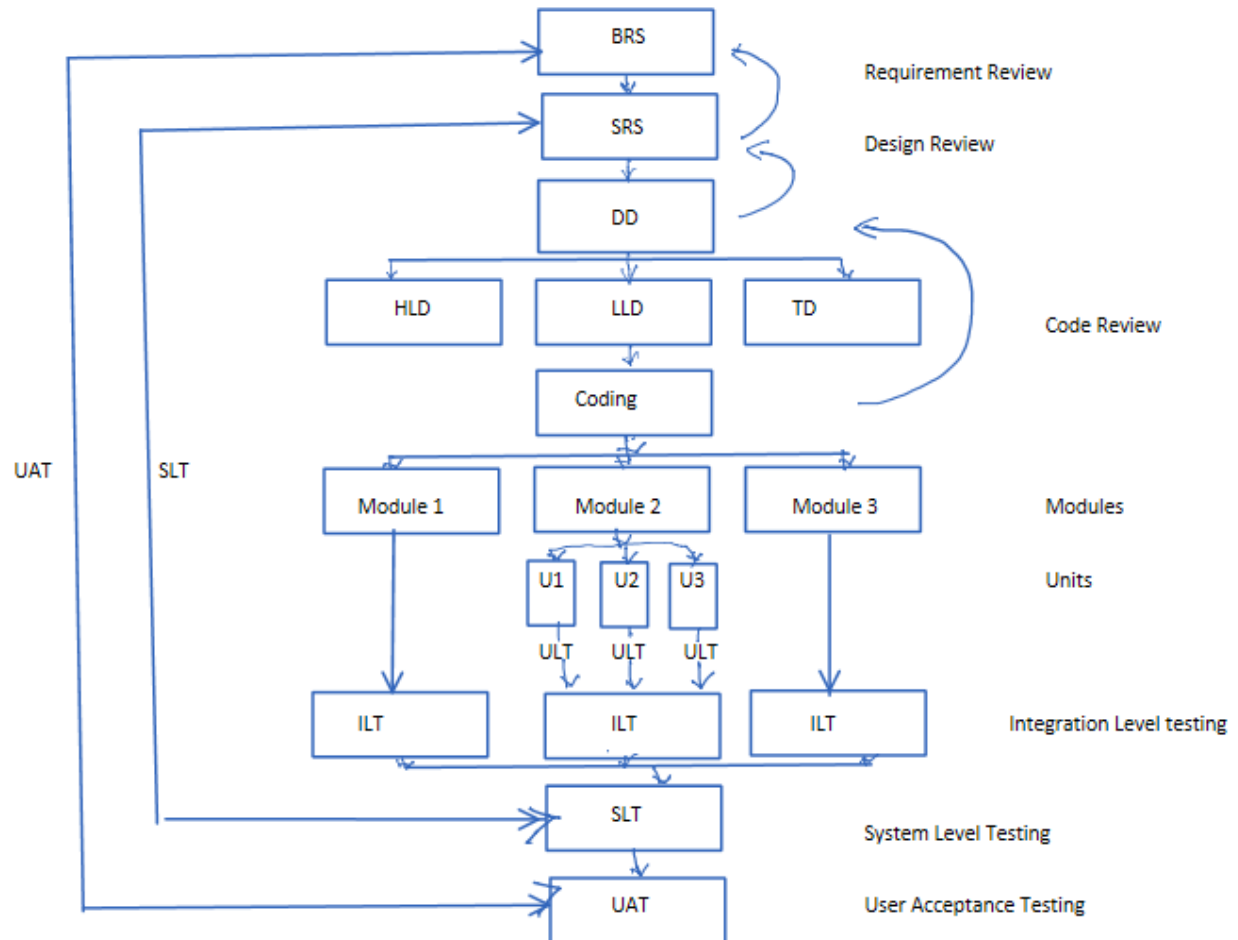 BRS
Requirement Review
SRS
Design Review
DD
HLD
LLD
TD
Code Review
Coding
UAT
SLT
Module 1
Module 2
Module 3
Modules
U1
U2
U3
Units
ULT
ULT
ULT
ILT
ILT
ILT
Integration Level testing
SLT
System Level Testing
UAT
User Acceptance Testing